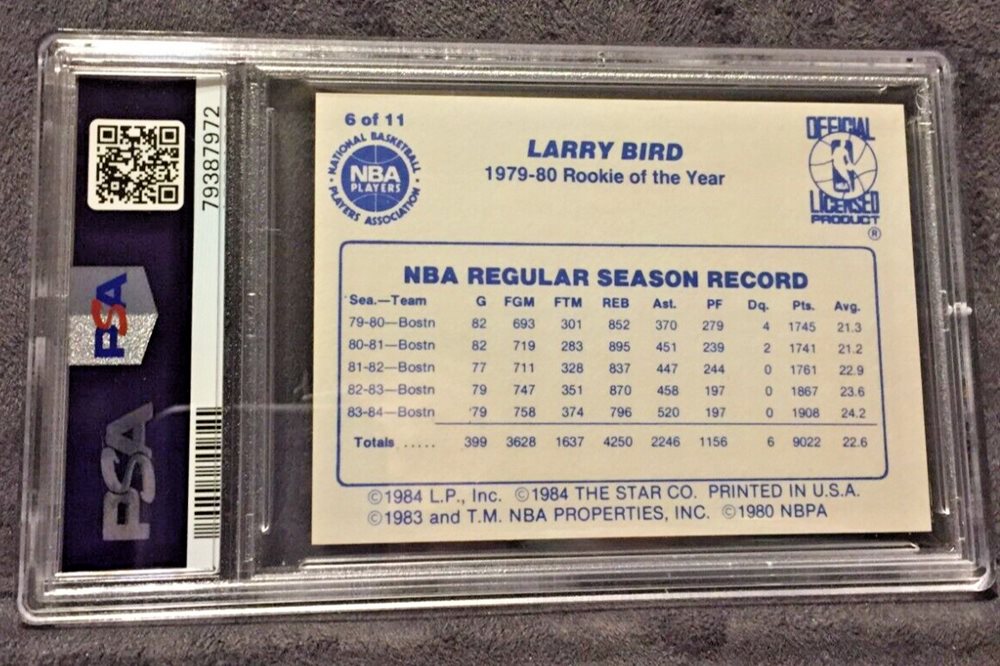 79387972
PSA
PSA
6 of 11
NATIONAL BASKETBALL
NBA
PLAYERS
PLAYERS ASSOCIATION
LARRY BIRD
1979-80 Rookie of the Year
OFFICIAL
NBA
LICENSED
PRODUCT
®
NBA REGULAR SEASON RECORD
Sea.—Team G FGM FTM REB Ast. PF Dq. Pts. Avg.
79-80—Bostn 82 693 301 852 370 279 4 1745 21.3
80-81—Bostn 82 719 283 895 451 239 2 1741 21.2
81-82—Bostn 77 711 328 837 447 244 0 1761 22.9
82-83—Bostn 79 747 351 870 458 197 0 1867 23.6
83-84—Bostn 79 758 374 796 520 197 0 1908 24.2
Totals ..... 399 3628 1637 4250 2246 1156 6 9022 22.6
©1984 L.P., Inc. ©1984 THE STAR CO. PRINTED IN U.S.A.
©1983 and T.M. NBA PROPERTIES, INC. ©1980 NBPA